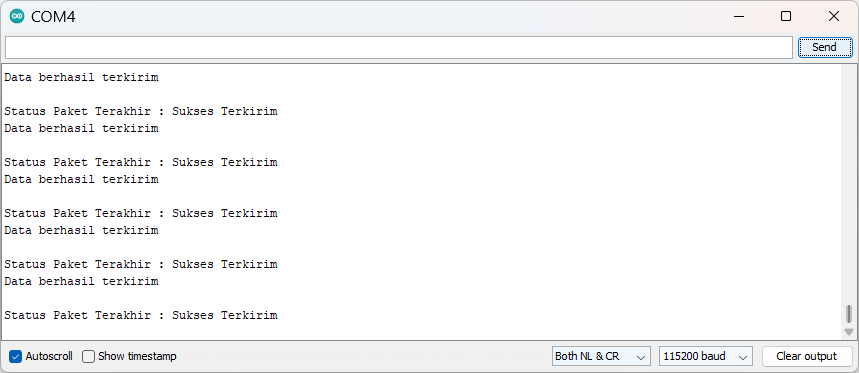 COM4
Send
Data berhasil terkirim
Status Paket Terakhir : Sukses Terkirim
Data berhasil terkirim
Status Paket Terakhir : Sukses Terkirim
Data berhasil terkirim
Status Paket Terakhir : Sukses Terkirim
Data berhasil terkirim
Status Paket Terakhir : Sukses Terkirim
Data berhasil terkirim
Status Paket Terakhir : Sukses Terkirim
Autoscroll Show timestamp Both NL & CR 115200 baud Clear output